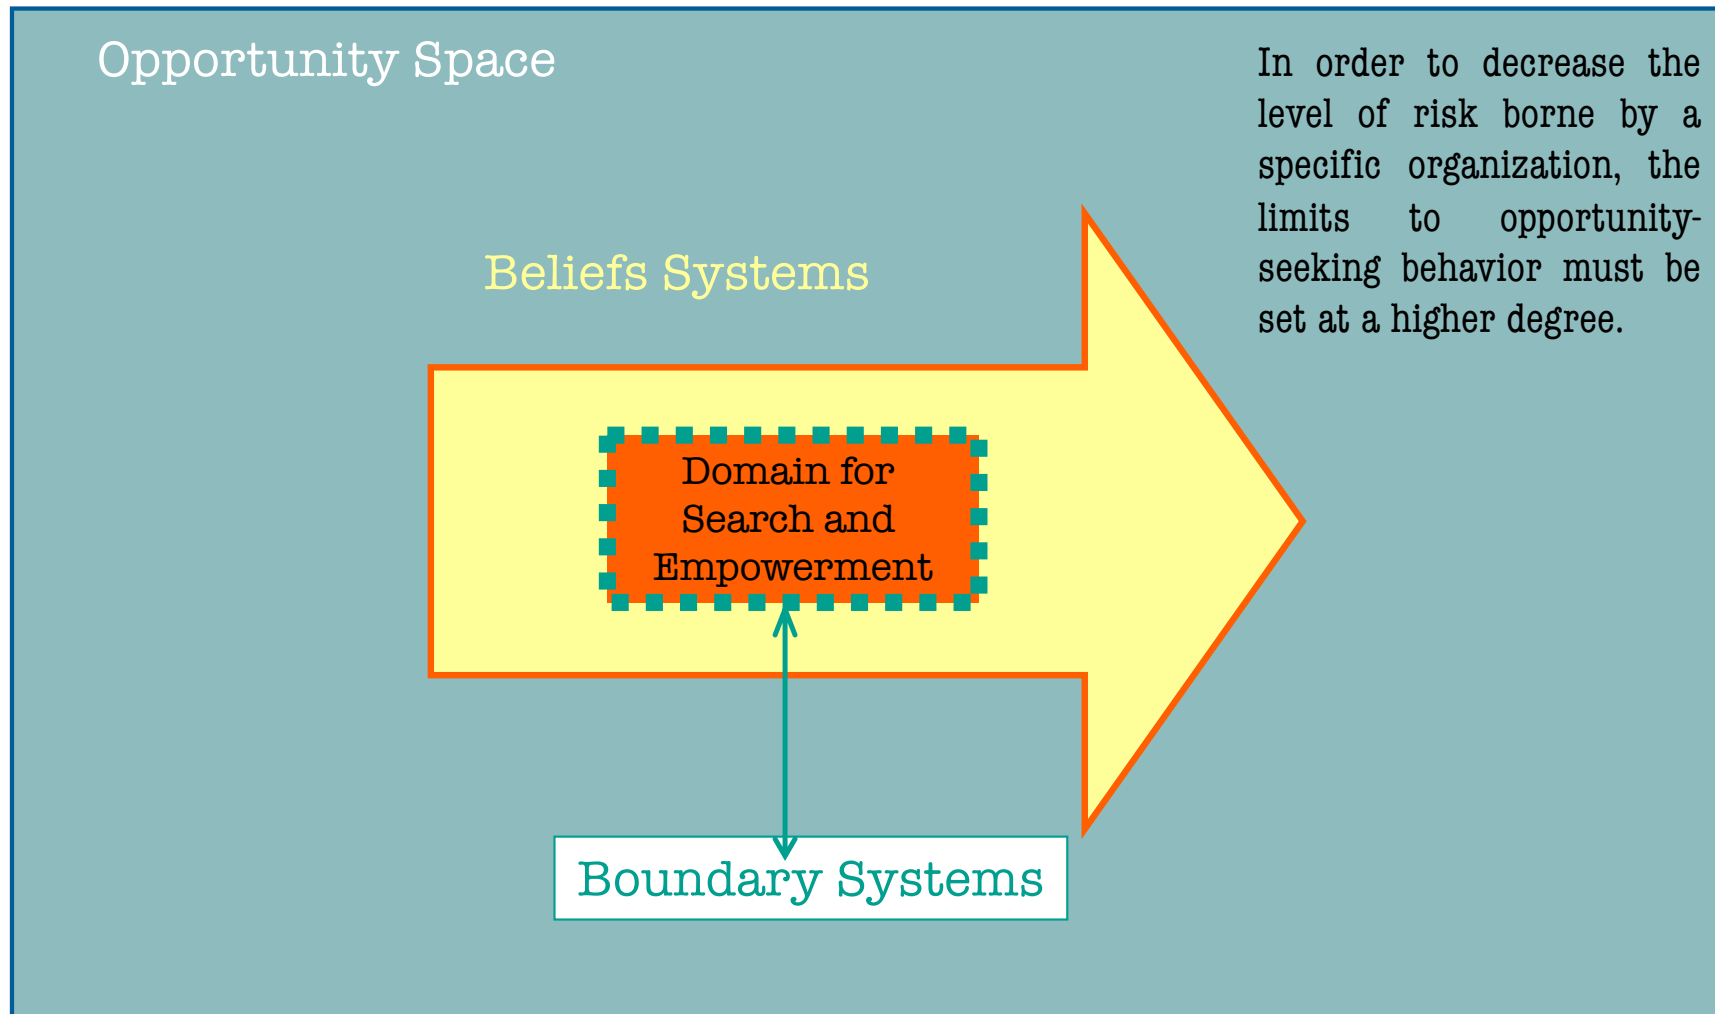 Opportunity Space
In order to decrease the
level of risk borne by a
specific organization, the
limits to opportunity-
seeking behavior must be
set at a higher degree.
Beliefs Systems
Domain for
Search and
Empowerment
Boundary Systems